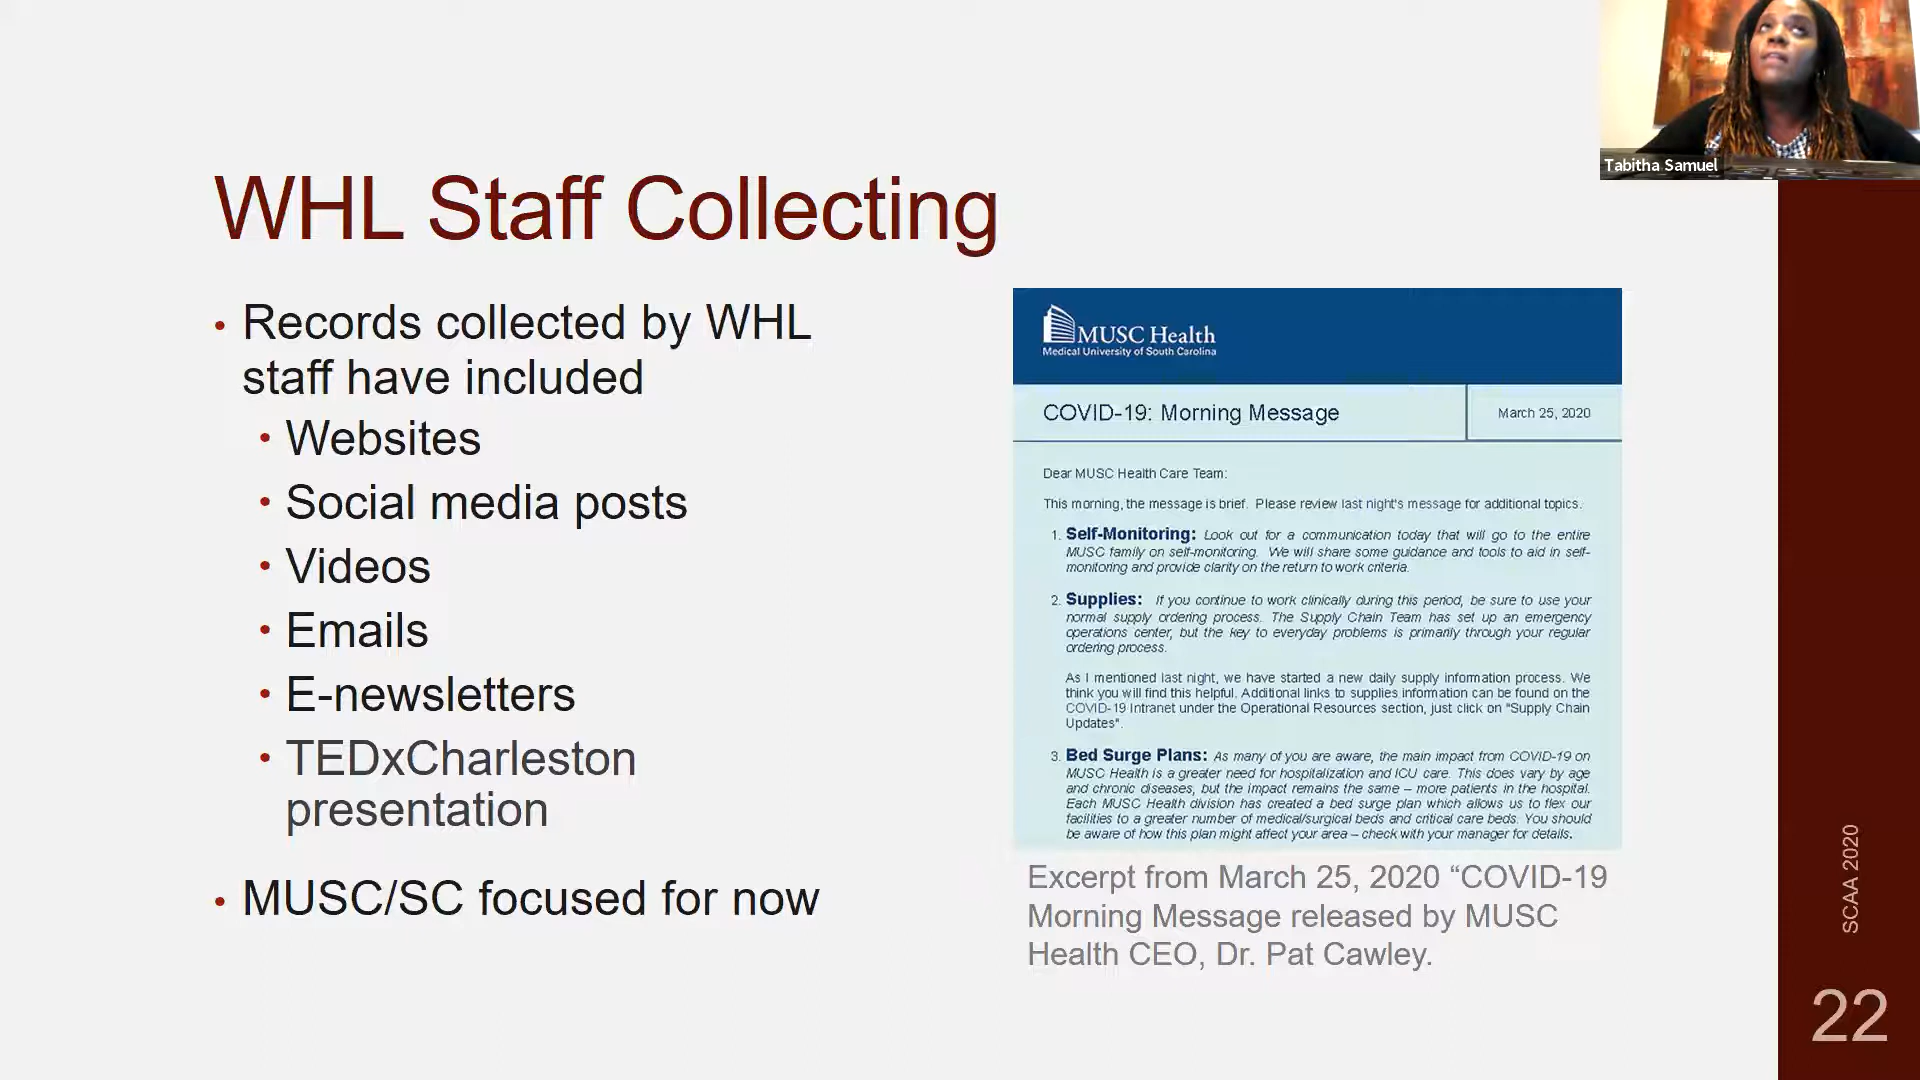 Tabitha Samuel
WHL Staff Collecting
• Records collected by WHL
staff have included
• Websites
• Social media posts
• Videos
• Emails
• E-newsletters
• TEDxCharleston
presentation
• MUSC/SC focused for now
MUSC Health
Medical University of South Carolina
COVID-19: Morning Message
March 25, 2020
Dear MUSC Health Care Team:
This morning, the message is brief. Please review last night's message for additional topics.
1. Self-Monitoring: Look out for a communication today that will go to the entire
MUSC family on self-monitoring. We will share some guidance and tools to aid in self-
monitoring and provide clarity on the return to work criteria.
2. Supplies: If you continue to work clinically during this period, be sure to use your
normal supply ordering process. The Supply Chain Team has set up an emergency
operations center, but the key to everyday problems is primarily through your regular
ordering process.
As I mentioned last night, we have started a new daily supply information process. We
think you will find this helpful. Additional links to supplies information can be found on the
COVID-19 Intranet under the Operational Resources section, just click on "Supply Chain
Updates".
3. Bed Surge Plans: As many of you are aware, the main impact from COVID-19 on
MUSC Health is a greater need for hospitalization and ICU care. This does vary by age
and chronic diseases, but the impact remains the same – more patients in the hospital.
Each MUSC Health division has created a bed surge plan which allows us to flex our
facilities to a greater number of medical/surgical beds and critical care beds. You should
be aware of how this plan might affect your area – check with your manager for details.
Excerpt from March 25, 2020 “COVID-19
Morning Message released by MUSC
Health CEO, Dr. Pat Cawley.
SCAA 2020
22